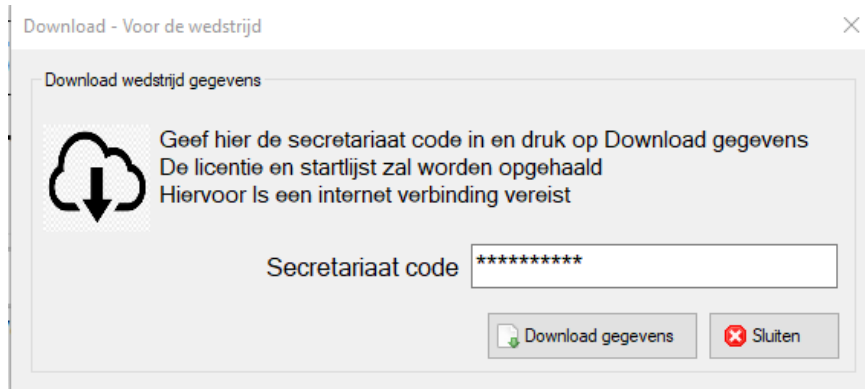 Download - Voor de wedstrijd
Download wedstrijd gegevens
Geef hier de secretariaat code in en druk op Download gegevens
De licentie en startlijst zal worden opgehaald
Hiervoor Is een internet verbinding vereist
Secretariaat code **********
Download gegevens Sluiten